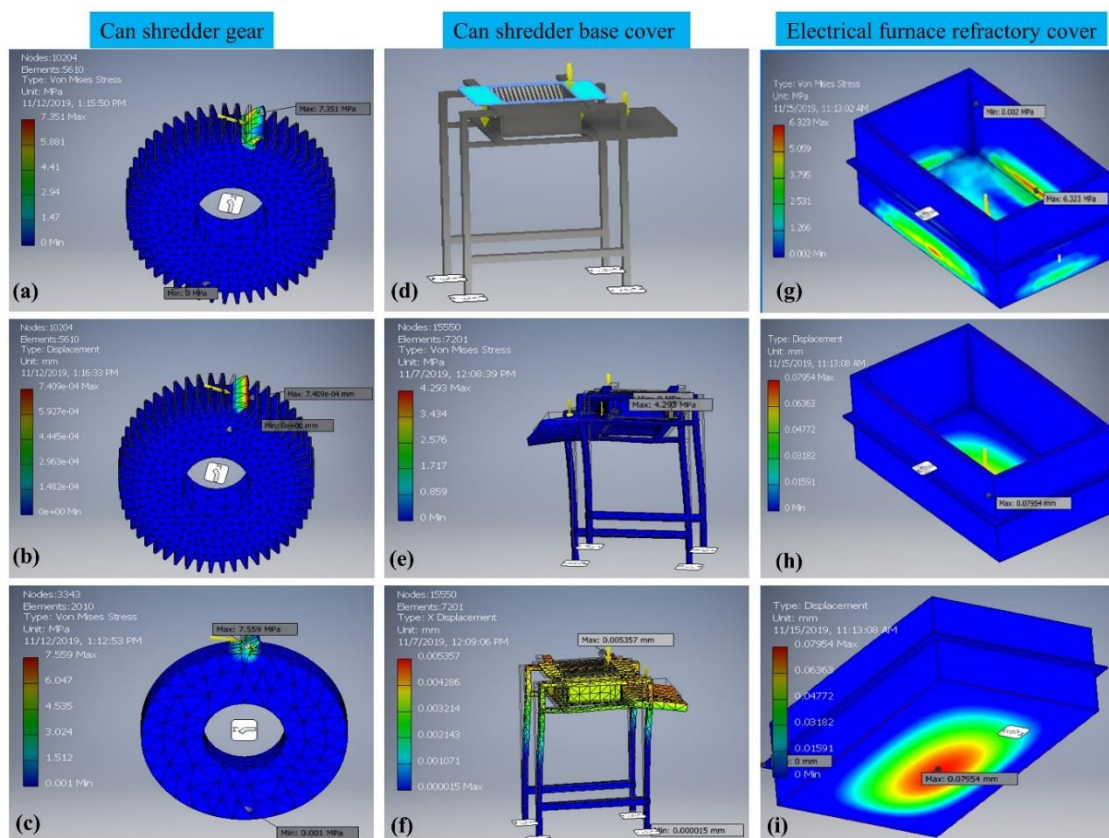 Can shredder gear
Can shredder base cover
Electrical furnace refractory cover
Nodes:10204
Elements:5610
Type: Von Mises Stress
Unit: MPa
11/12/2019, 1:15:50 PM
7.351 Max
5.881
4.41
2.94
1.47
0 Min
Max: 7.351 MPa
Min: 0 MPa
(a)
(d)
Type: Von Mises Stress
Unit: MPa
11/15/2019, 11:13:02 AM
6.323 Max
5.059
3.795
2.531
1.266
0.002 Min
Min: 0.002 MPa
Max: 6.323 MPa
(g)
Nodes:10204
Elements:5610
Type: Displacement
Unit: mm
11/12/2019, 1:16:33 PM
7.409e-04 Max
5.927e-04
4.445e-04
2.963e-04
1.482e-04
0e+00 Min
Max: 7.409e-04 mm
Min: 0e+00 mm
(b)
Nodes:15550
Elements:7201
Type: Von Mises Stress
Unit: MPa
11/7/2019, 12:08:39 PM
4.293 Max
3.434
2.576
1.717
0.859
0 Min
Max: 4.293 MPa
(e)
Type: Displacement
Unit: mm
11/15/2019, 11:13:08 AM
0.07954 Max
0.06363
0.04772
0.03182
0.01591
0 Min
Max: 0.07954 mm
(h)
Nodes:3343
Elements:2010
Type: Von Mises Stress
Unit: MPa
11/12/2019, 1:12:53 PM
7.559 Max
6.047
4.535
3.024
1.512
0.001 Min
Max: 7.559 MPa
Min: 0.001 MPa
(c)
Nodes:15550
Elements:7201
Type: X Displacement
Unit: mm
11/7/2019, 12:09:06 PM
0.005357
0.004286
0.003214
0.002143
0.001071
0.000015 Max
Max: 0.005357 mm
Min: 0.000015 mm
(f)
Type: Displacement
Unit: mm
11/15/2019, 11:13:08 AM
0.07954 Max
0.06363
0.04772
0.03182
0.01591
0 Min
0 mm
Max: 0.07954 mm
(i)